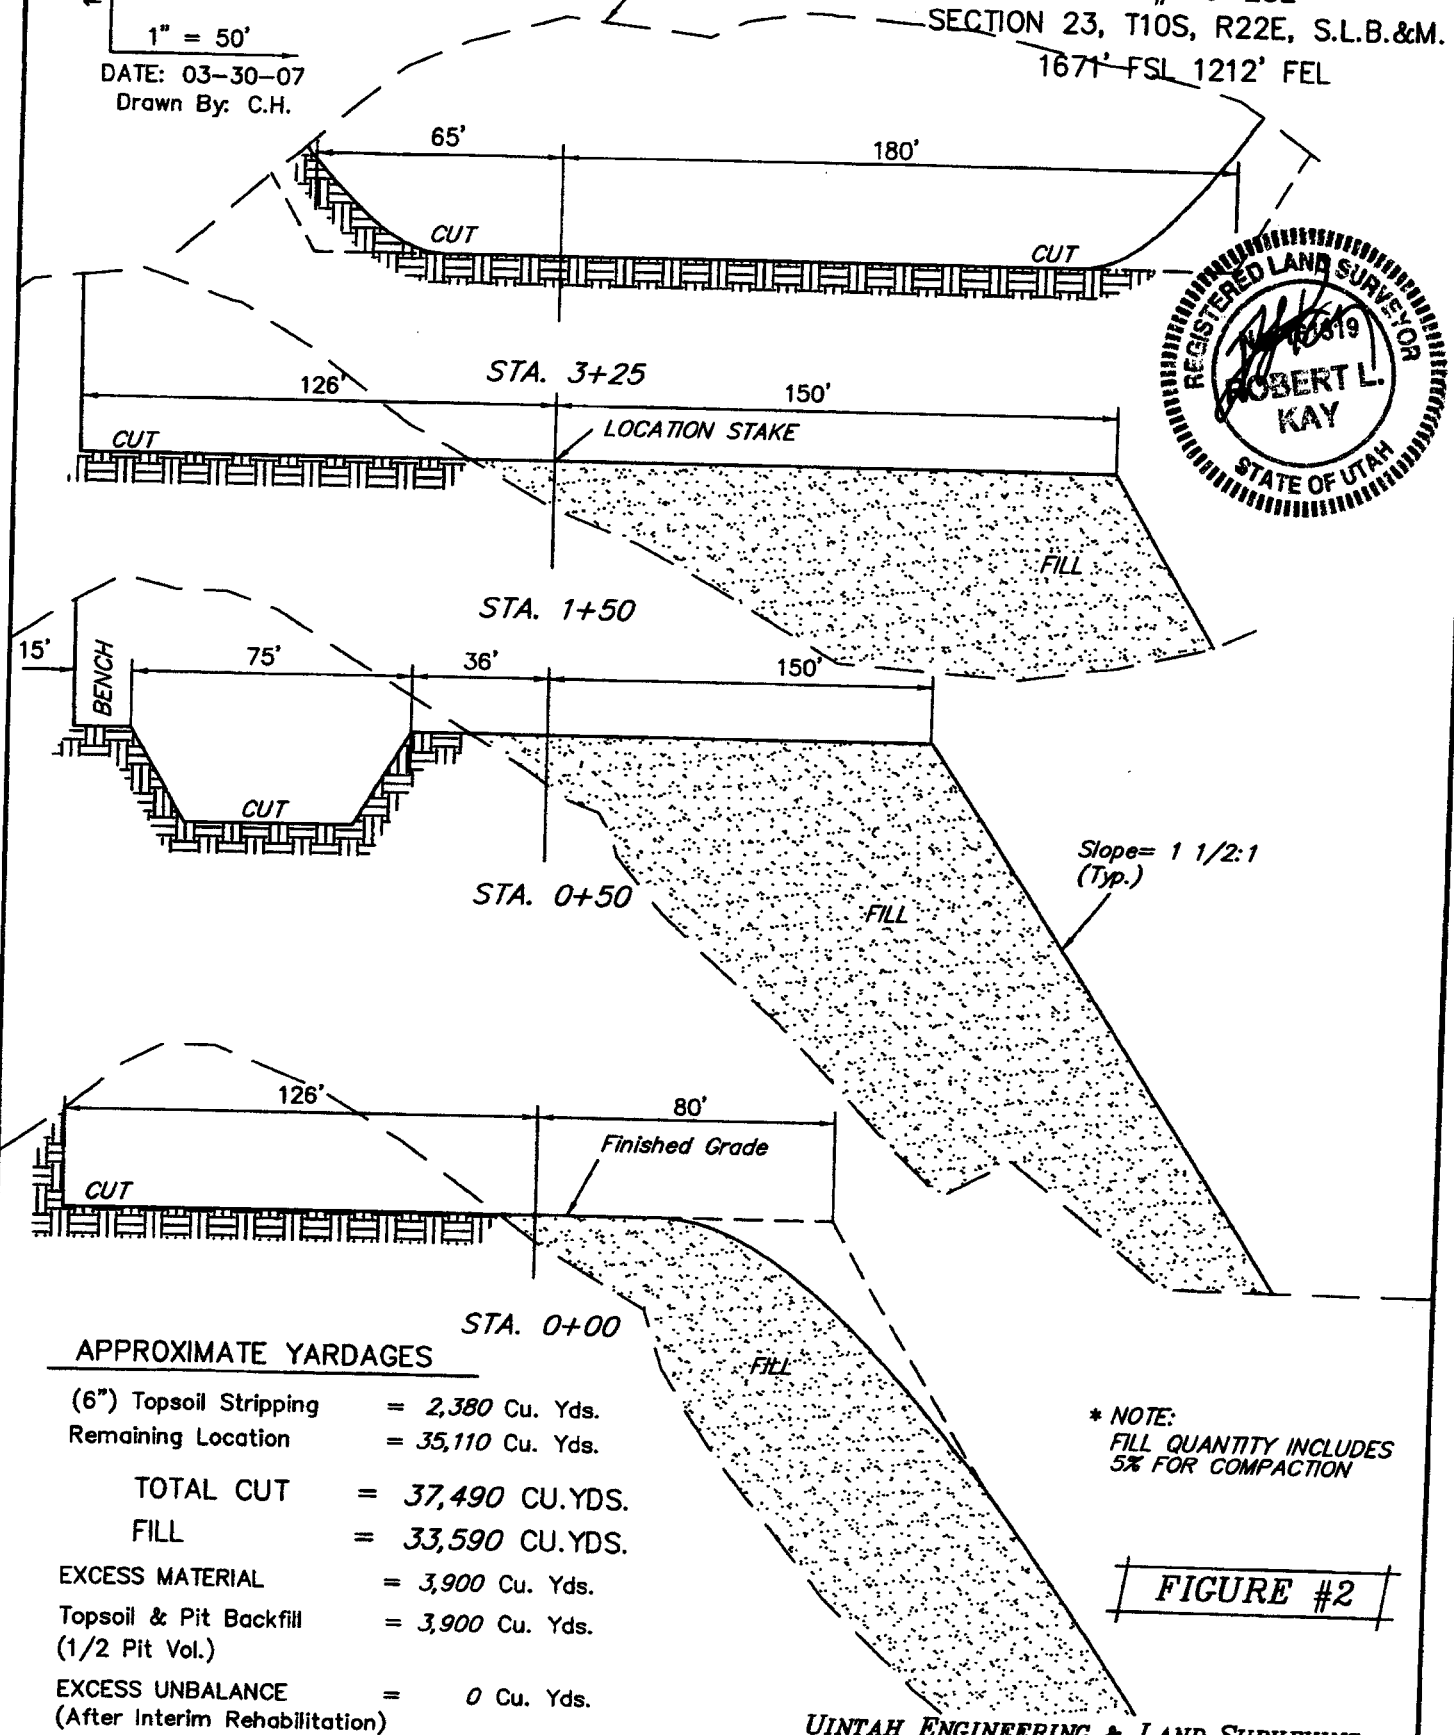 SECTION 23, T10S, R22E, S.L.B.&M.
1671' FSL 1212' FEL
1" = 50'
DATE: 03-30-07
Drawn By: C.H.
65'
180'
CUT
CUT
REGISTERED LAND SURVEYOR
ROBERT L.
KAY
STATE OF UTAH
STA. 3+25
126'
150'
CUT
LOCATION STAKE
FILL
STA. 1+50
15'
BENCH
75'
36'
150'
CUT
Slope= 1 1/2:1
(Typ.)
STA. 0+50
FILL
126'
80'
Finished Grade
CUT
STA. 0+00
FILL
APPROXIMATE YARDAGES
(6") Topsoil Stripping = 2,380 Cu. Yds.
Remaining Location = 35,110 Cu. Yds.
TOTAL CUT = 37,490 CU.YDS.
FILL = 33,590 CU.YDS.
EXCESS MATERIAL = 3,900 Cu. Yds.
Topsoil & Pit Backfill = 3,900 Cu. Yds.
(1/2 Pit Vol.)
EXCESS UNBALANCE = 0 Cu. Yds.
(After Interim Rehabilitation)
* NOTE:
FILL QUANTITY INCLUDES
5% FOR COMPACTION
FIGURE #2
UINTAH ENGINEERING & LAND SURVEYING